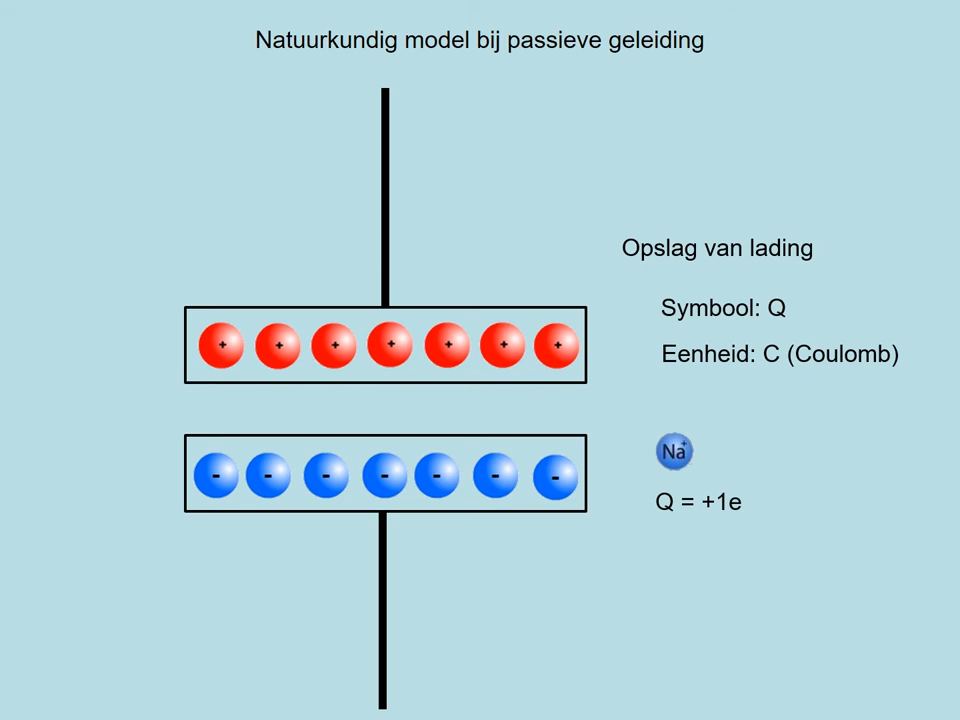 Natuurkundig model bij passieve geleiding
Opslag van lading
Symbool: Q
Eenheid: C (Coulomb)
+ + + + + + +
- - - - - - -
Na+
Q = +1e